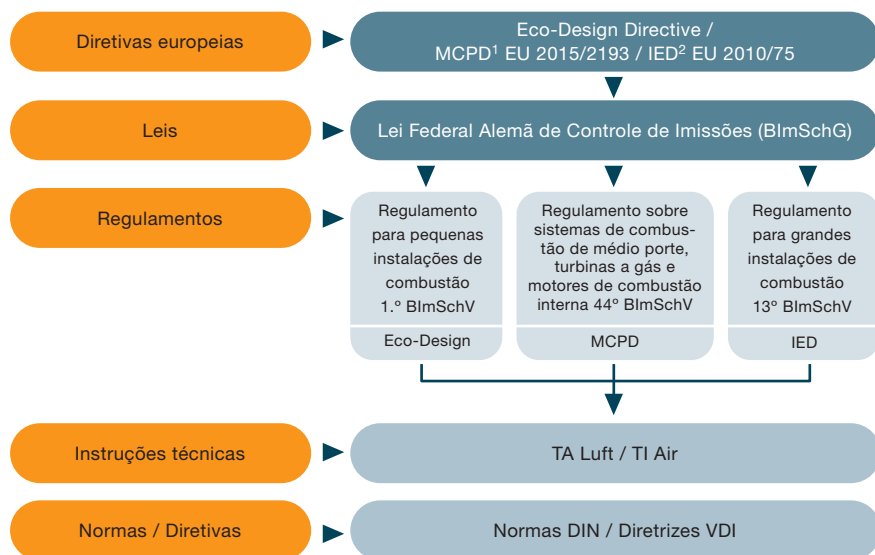 Diretivas europeias
Eco-Design Directive /
MCPD¹ EU 2015/2193 / IED² EU 2010/75
Leis
Lei Federal Alemã de Controle de Imissões (BImSchG)
Regulamentos
Regulamento
para pequenas
instalações de
combustão
1.º BImSchV
Eco-Design
Regulamento sobre
sistemas de combus-
tão de médio porte,
turbinas a gás e
motores de combustão
interna 44º BImSchV
MCPD
Regulamento
para grandes
instalações de
combustão
13º BImSchV
IED
Instruções técnicas
TA Luft / TI Air
Normas / Diretivas
Normas DIN / Diretrizes VDI